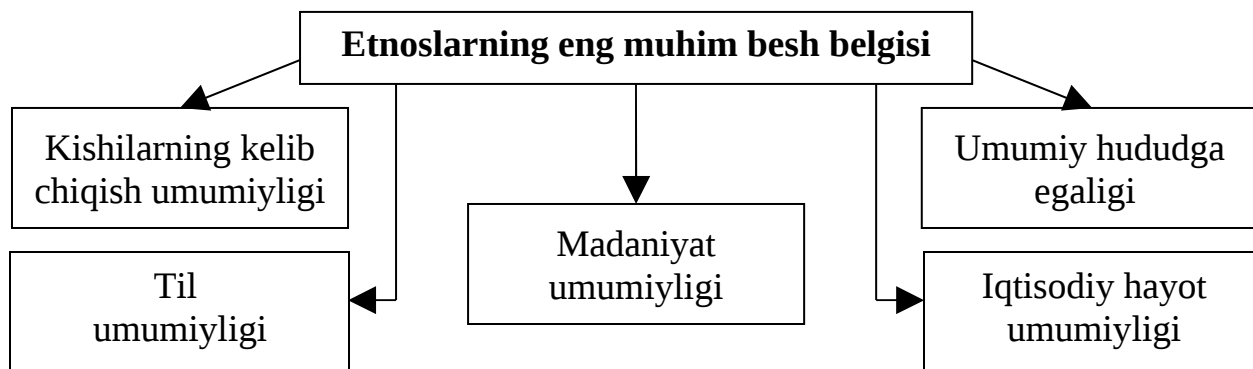 Etnoslarning eng muhim besh belgisi
Kishilarning kelib
chiqish umumiyligi
Umumiy hududga
egaligi
Madaniyat
umumiyligi
Til
umumiyligi
Iqtisodiy hayot
umumiyligi